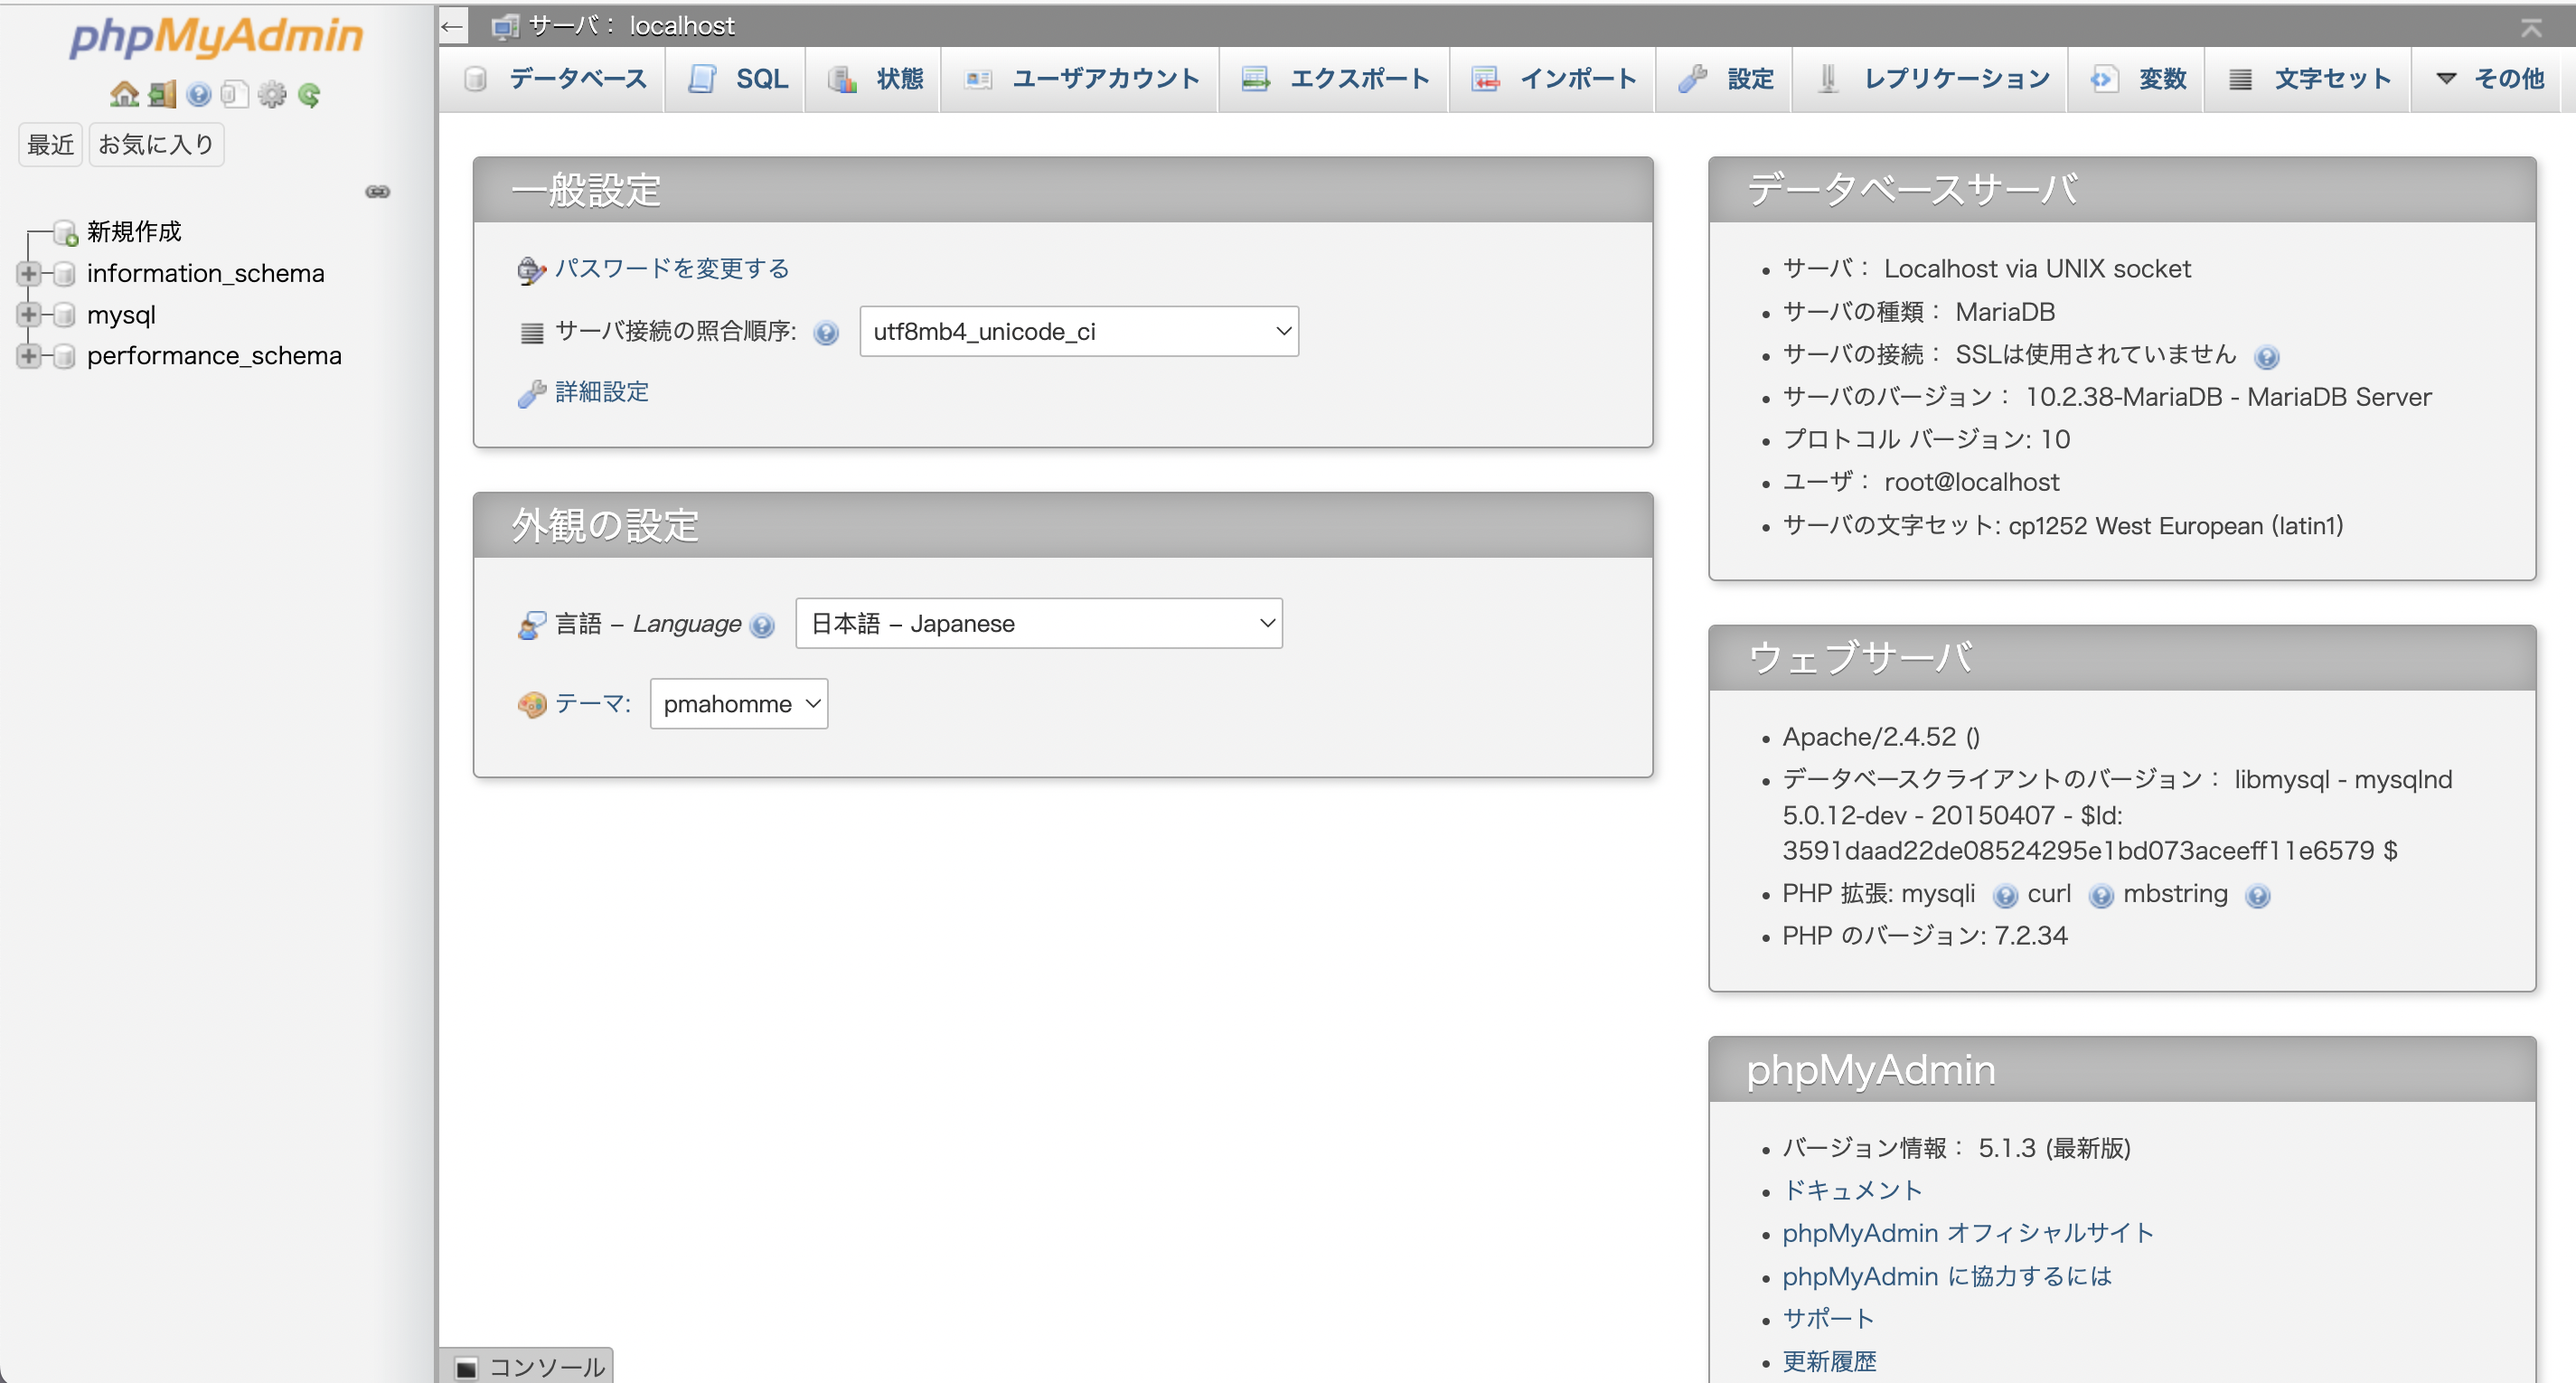 phpMyAdmin
最近 お気に入り
新規作成
information_schema
mysql
performance_schema
サーバ： localhost
データベース SQL 状態 ユーザアカウント エクスポート インポート 設定 レプリケーション 変数 文字セット その他
一般設定
パスワードを変更する
サーバ接続の照合順序: utf8mb4_unicode_ci
詳細設定
外観の設定
言語 – Language 日本語 – Japanese
テーマ: pmahomme
データベースサーバ
サーバ： Localhost via UNIX socket
サーバの種類： MariaDB
サーバの接続： SSLは使用されていません
サーバのバージョン： 10.2.38-MariaDB - MariaDB Server
プロトコル バージョン: 10
ユーザ： root@localhost
サーバの文字セット: cp1252 West European (latin1)
ウェブサーバ
Apache/2.4.52 ()
データベースクライアントのバージョン： libmysql - mysqlnd
5.0.12-dev - 20150407 - $Id:
3591daad22de08524295e1bd073aceeff11e6579 $
PHP 拡張: mysqli curl mbstring
PHP のバージョン: 7.2.34
phpMyAdmin
バージョン情報： 5.1.3 (最新版)
ドキュメント
phpMyAdmin オフィシャルサイト
phpMyAdmin に協力するには
サポート
更新履歴
コンソール